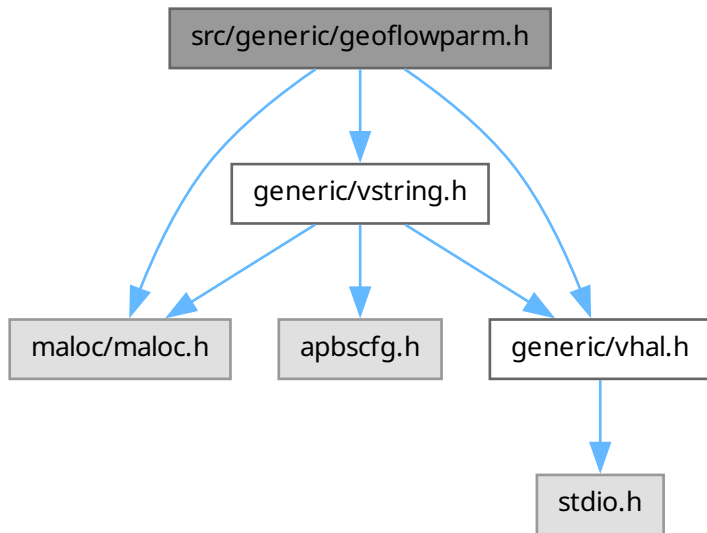 src/generic/geoflowparm.h
generic/vstring.h
maloc/maloc.h
apbscfg.h
generic/vhal.h
stdio.h